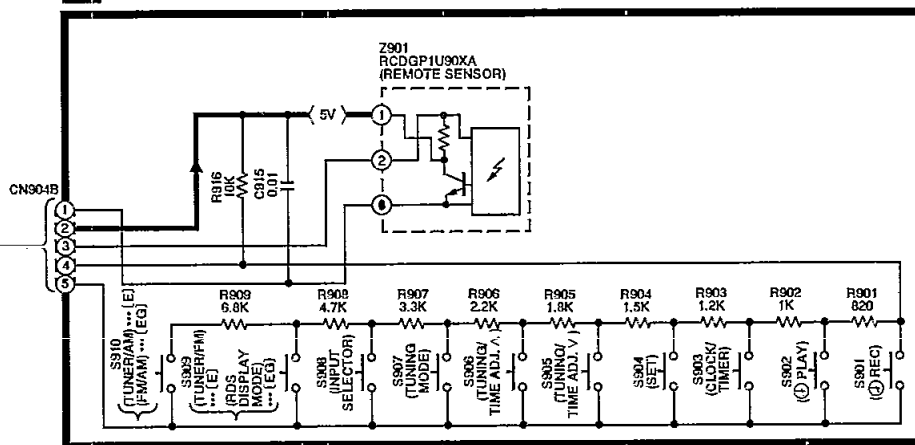 Z901
RCDGP1U90XA
(REMOTE SENSOR)
5V
1
2
R916
10K
C915
0.01
CN904B
1
2
3
4
5
R909
6.8K
R908
4.7K
R907
3.3K
R906
2.2K
R905
1.8K
R904
1.5K
R903
1.2K
R902
1K
R901
820
S910
(TUNER/AM) ••• [E]
(FM/AM) ••• [EG]
S909
(TUNER/FM)
••• [E]
(RDS
DISPLAY
MODE)
••• [EG]
S908
(INPUT
SELECTOR)
S907
(TUNING
MODE)
S906
(TUNING/
TIME ADJ. ∧)
S905
(TUNING/
TIME ADJ. ∨)
S904
(SET)
S903
(CLOCK/
TIMER)
S902
(PLAY)
S901
(REC)